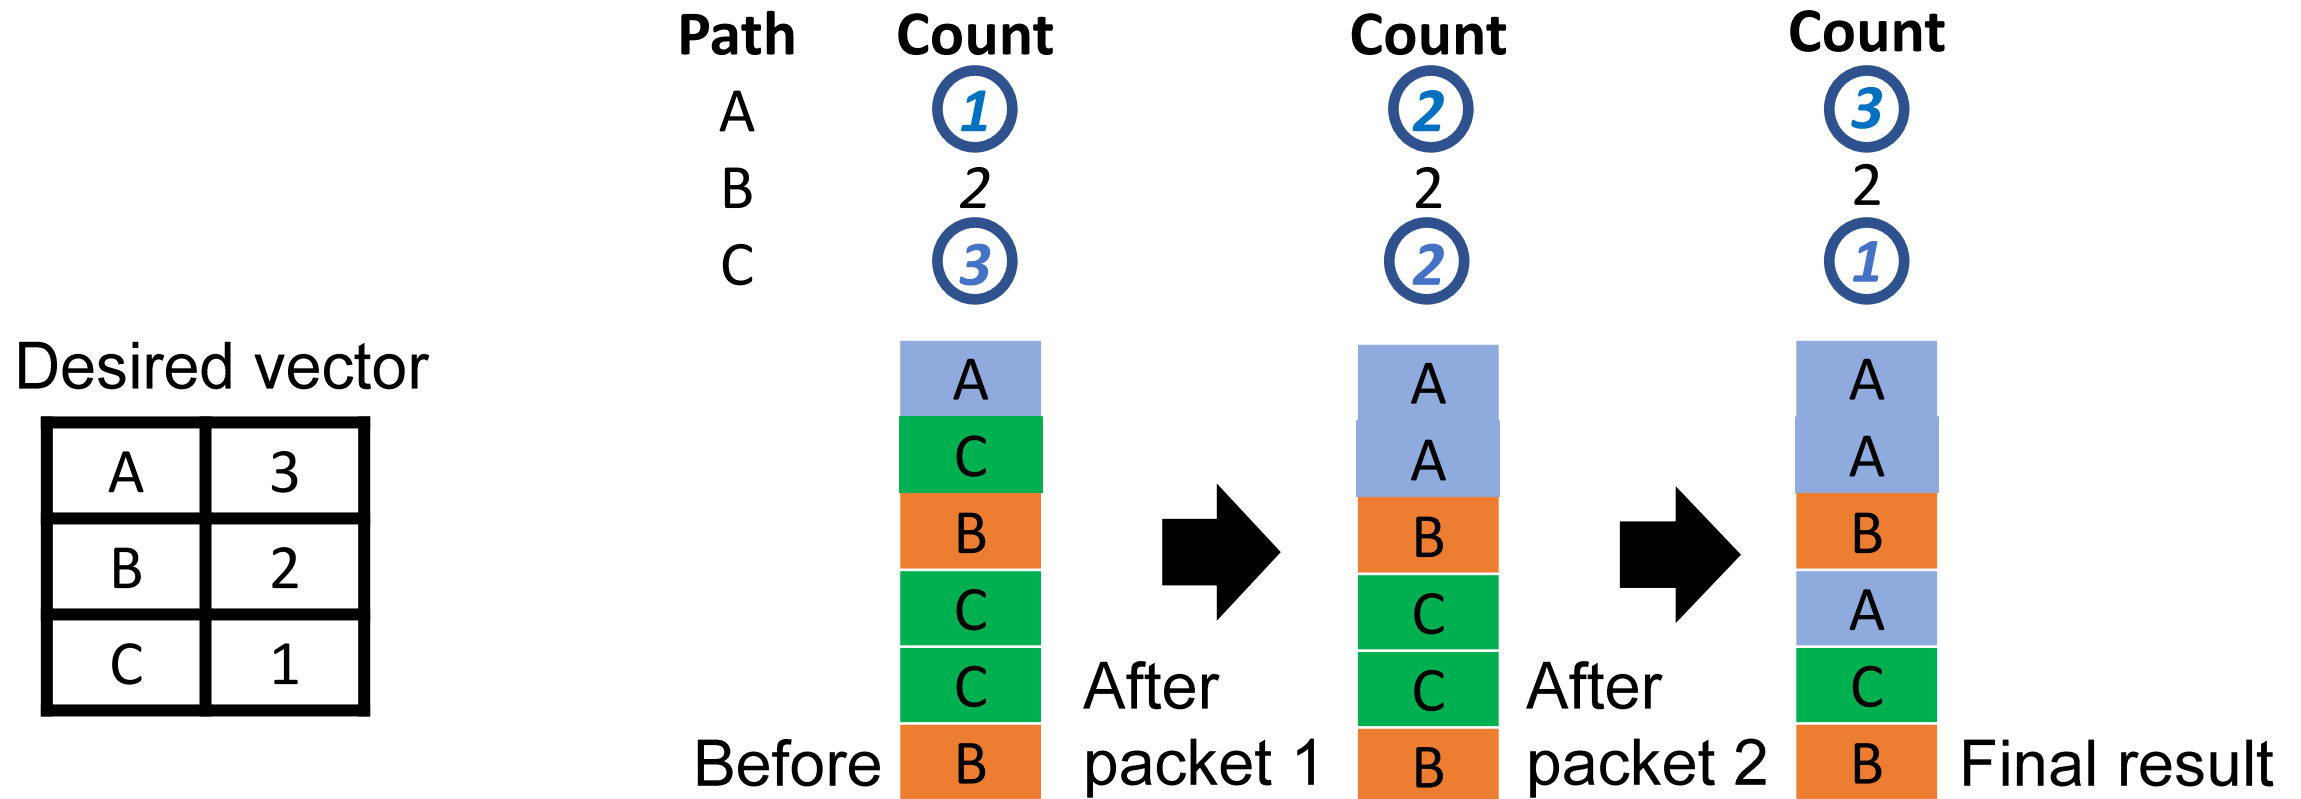 Path Count Count Count
A 1 2 3
B 2 2 2
C 3 2 1
Desired vector
A 3
B 2
C 1
A A A
C A A
B B B
C C A
C C C
B B B
Before
After
packet 1
After
packet 2
Final result